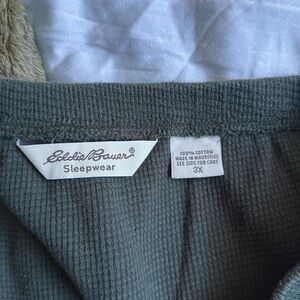 Eddie Bauer®
Sleepwear
100% COTTON
MADE IN MAURITIUS
SEE SIDE FOR CARE
3X